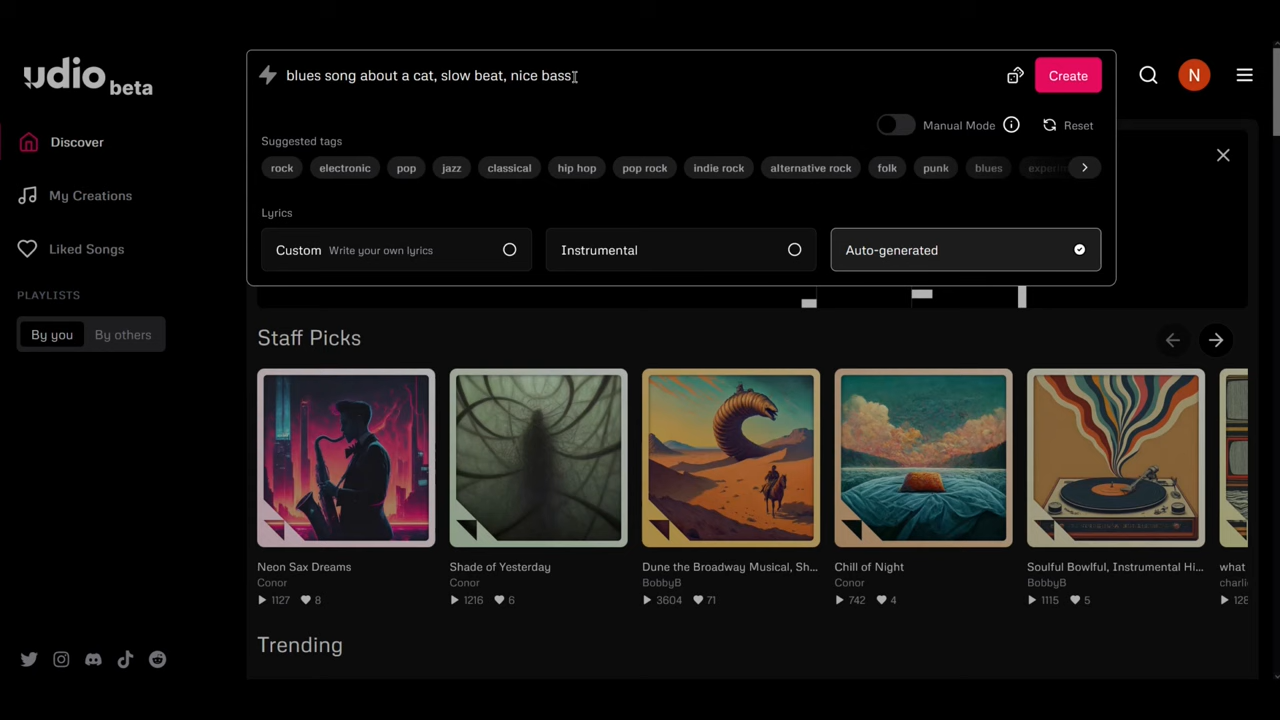 udio beta
blues song about a cat, slow beat, nice bass
Create
N
Manual Mode
Reset
Suggested tags
rock
electronic
pop
jazz
classical
hip hop
pop rock
indie rock
alternative rock
folk
punk
blues
Lyrics
Custom Write your own lyrics
Instrumental
Auto-generated
Discover
My Creations
Liked Songs
PLAYLISTS
By you
By others
Staff Picks
Neon Sax Dreams
Conor
1127 8
Shade of Yesterday
Conor
1216 6
Dune the Broadway Musical, Sh...
BobbyB
3604 71
Chill of Night
Conor
742 4
Soulful Bowlful, Instrumental Hi...
BobbyB
1115 5
what
Trending